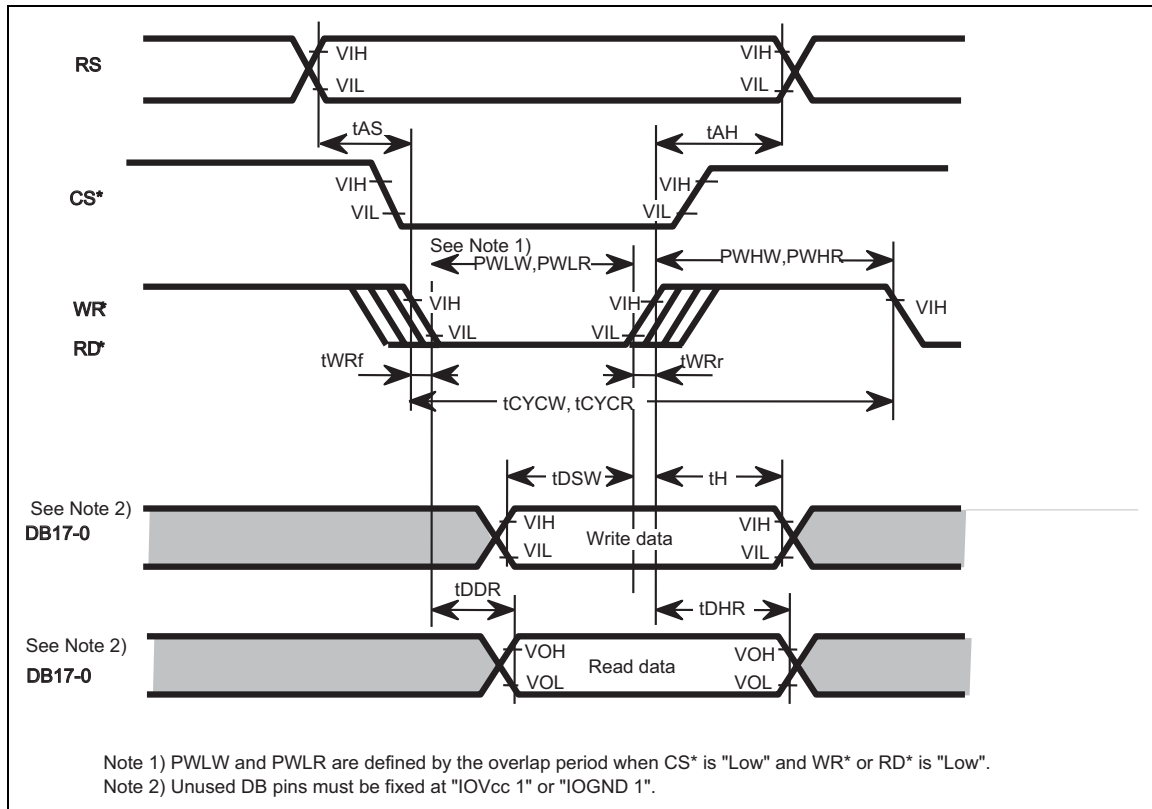 RS
VIH
VIH
VIL
VIL
tAS
tAH
CS*
VIH
VIH
VIL
VIL
See Note 1)
PWLW,PWLR
PWHW,PWHR
WR*
VIH
VIH
VIH
VIL
VIL
RD*
tWRf
tWRr
tCYCW, tCYCR
tDSW
tH
See Note 2)
DB17-0
VIH
VIH
Write data
VIL
VIL
tDDR
tDHR
See Note 2)
DB17-0
VOH
VOH
Read data
VOL
VOL
Note 1) PWLW and PWLR are defined by the overlap period when CS* is "Low" and WR* or RD* is "Low".
Note 2) Unused DB pins must be fixed at "IOVcc 1" or "IOGND 1".